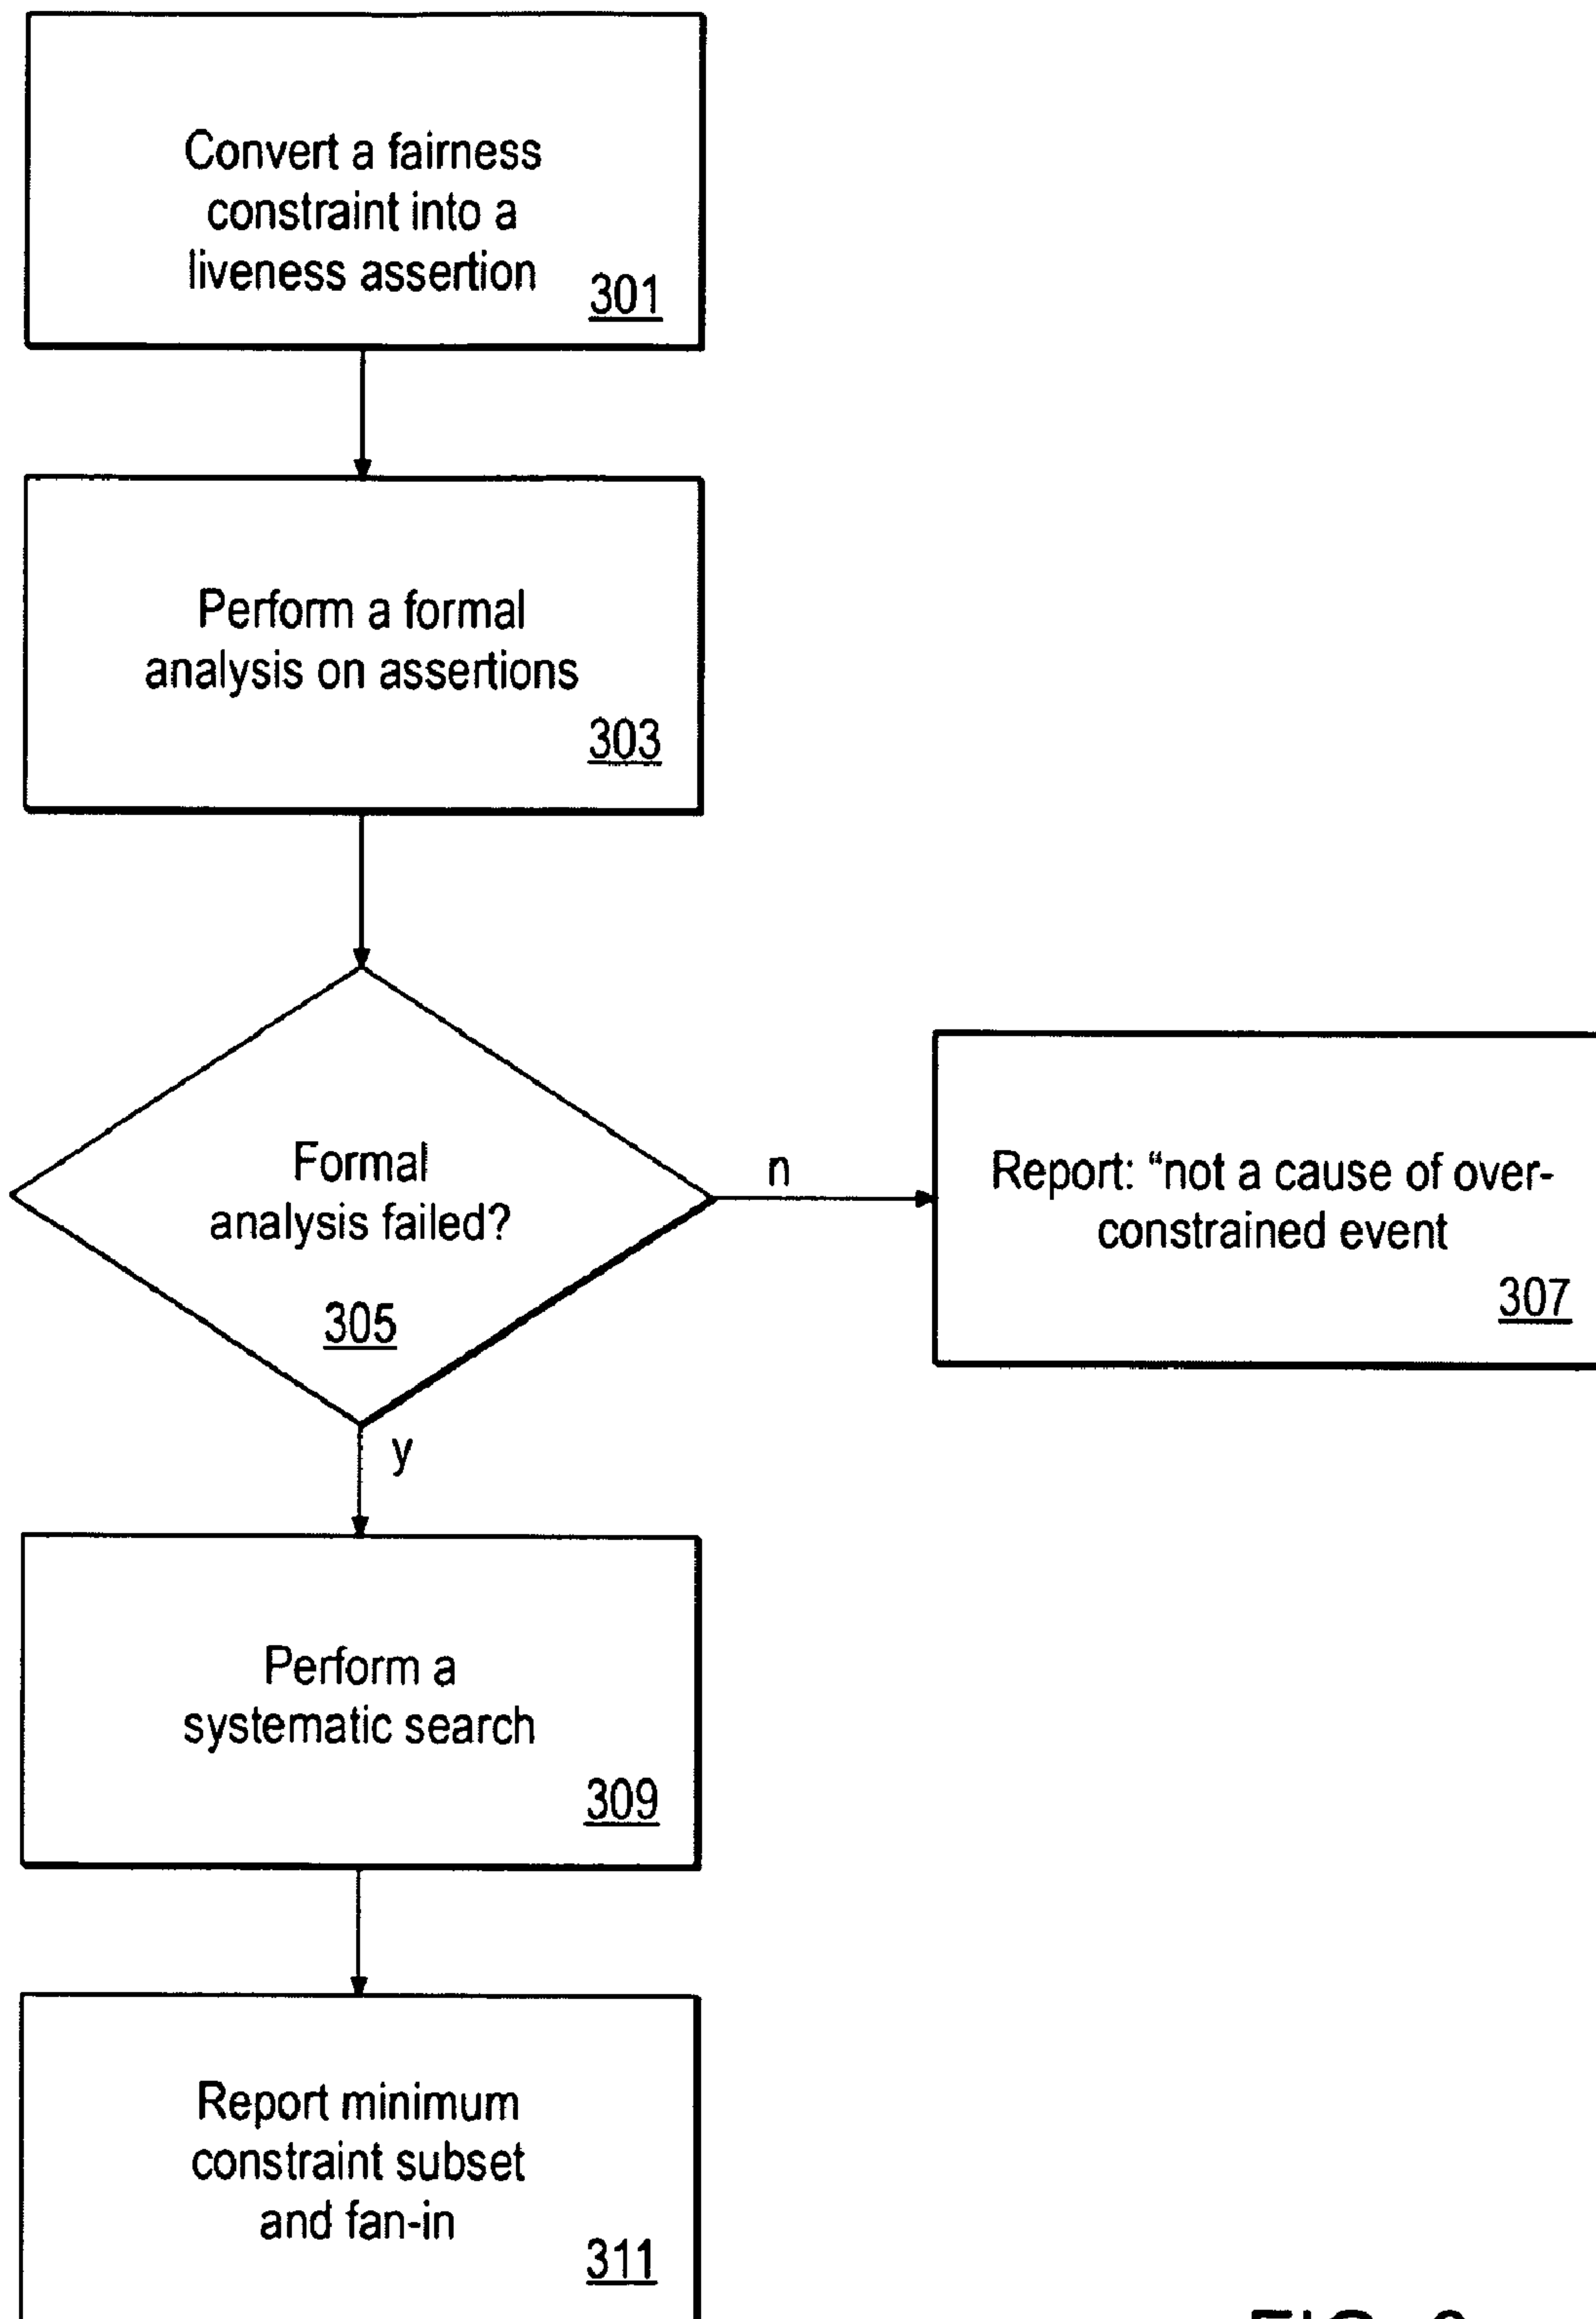 Convert a fairness
constraint into a
liveness assertion
301
Perform a formal
analysis on assertions
303
Formal
analysis failed?
305
n
Report: “not a cause of over-
constrained event
307
y
Perform a
systematic search
309
Report minimum
constraint subset
and fan-in
311